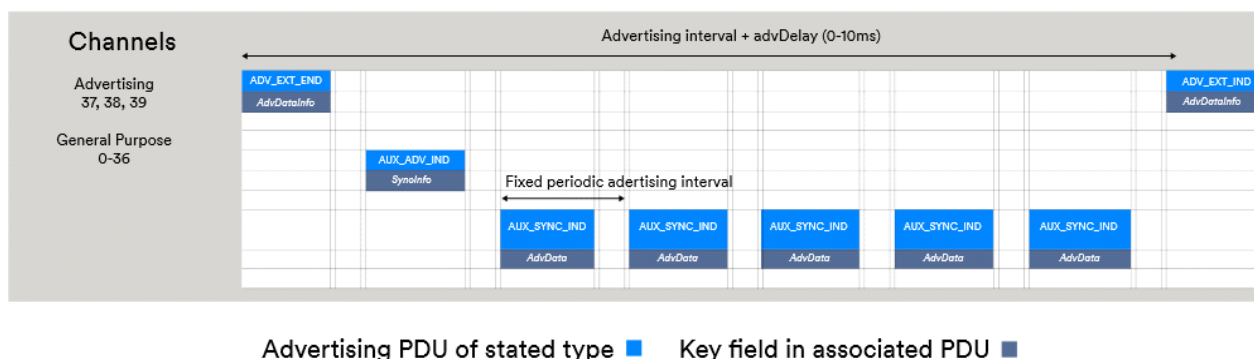 Channels
Advertising interval + advDelay (0-10ms)
Advertising
37, 38, 39
ADV_EXT_END
AdvDataInfo
ADV_EXT_IND
AdvDataInfo
General Purpose
0-36
AUX_ADV_IND
SynoInfo
Fixed periodic adertising interval
AUX_SYNC_IND AUX_SYNC_IND AUX_SYNC_IND AUX_SYNC_IND AUX_SYNC_IND
AdvData AdvData AdvData AdvData AdvData
Advertising PDU of stated type Key field in associated PDU